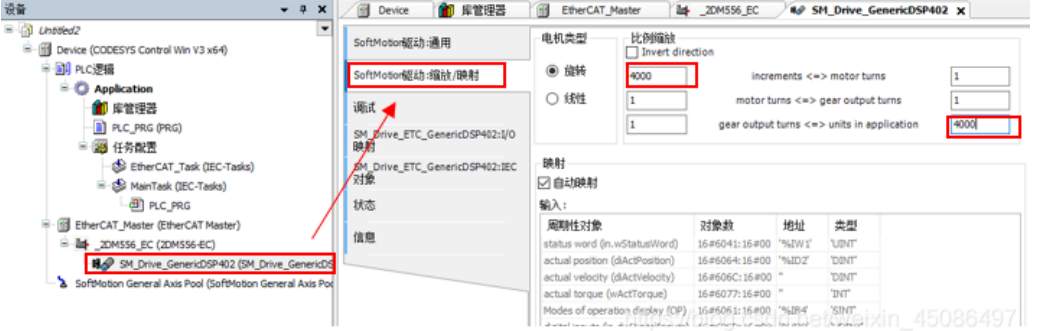 设备
Untitled2
Device (CODESYS Control Win V3 x64)
PLC逻辑
Application
库管理器
PLC_PRG (PRG)
任务配置
EtherCAT_Task (IEC-Tasks)
MainTask (IEC-Tasks)
PLC_PRG
EtherCAT_Master (EtherCAT Master)
_2DM556_EC (2DM556-EC)
SM_Drive_GenericDSP402 (SM_Drive_GenericDS
SoftMotion General Axis Pool (SoftMotion General Axis Poo
Device
库管理器
EtherCAT_Master
_2DM556_EC
SM_Drive_GenericDSP402
SoftMotion驱动:通用
SoftMotion驱动:缩放/映射
调试
SM_Drive_ETC_GenericDSP402:I/O
映射
SM_Drive_ETC_GenericDSP402:IEC
对象
状态
信息
电机类型
旋转
线性
比例缩放
Invert direction
4000 increments <=> motor turns 1
1 motor turns <=> gear output turns 1
1 gear output turns <=> units in application 4000
映射
自动映射
输入:
周期性对象 对象数 地址 类型
status word (in.wStatusWord) 16#6041:16#00 '%IW1' 'UINT'
actual position (diActPosition) 16#6064:16#00 '%ID2' 'DINT'
actual velocity (diActVelocity) 16#606C:16#00 '' 'DINT'
actual torque (wActTorque) 16#6077:16#00 '' 'INT'
Modes of operation display (OP) 16#6061:16#00 '%IB4' 'SINT'
https://blog.csdn.net/weixin_45086497